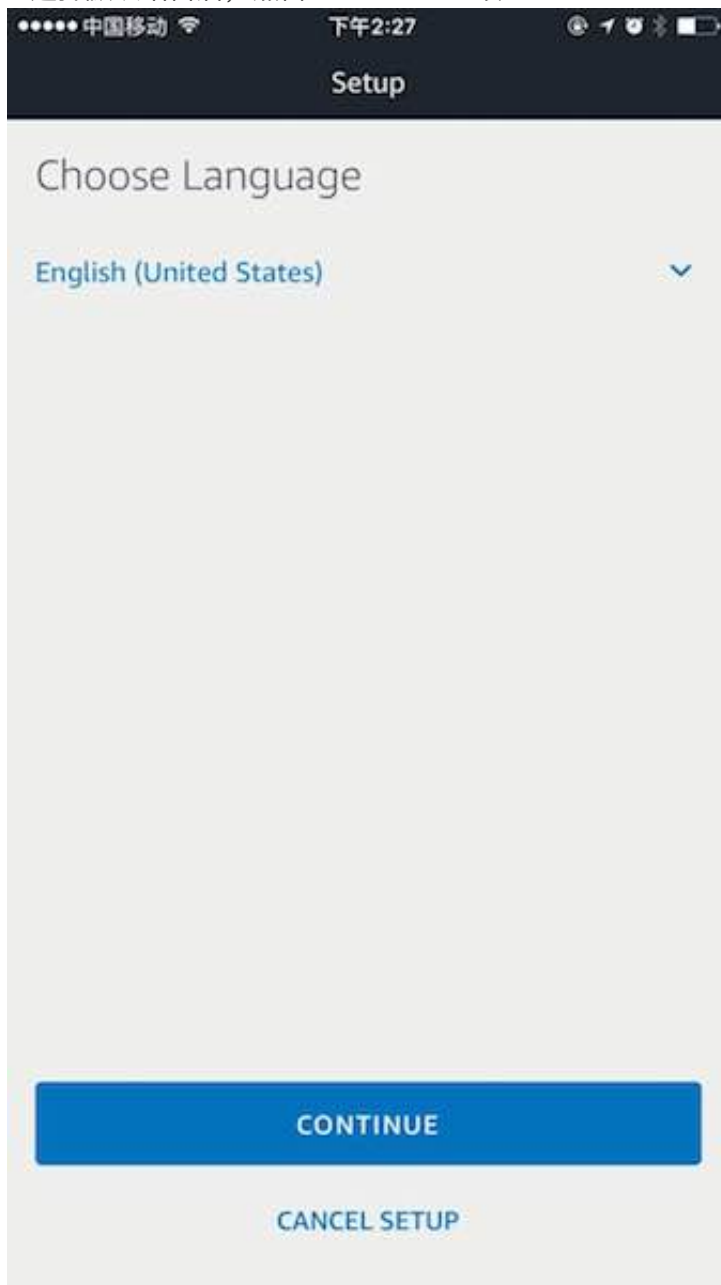 中国移动 下午2:27
Setup
Choose Language
English (United States)
CONTINUE
CANCEL SETUP